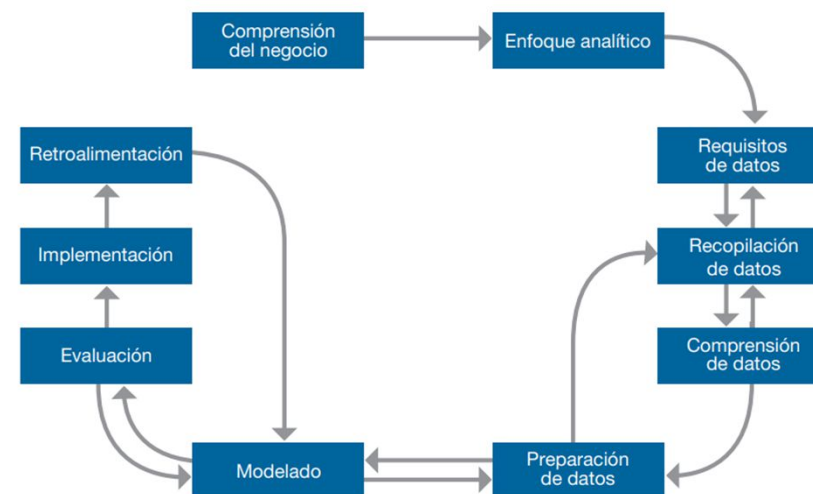 Comprensión
del negocio
Enfoque analítico
Requisitos
de datos
Recopilación
de datos
Comprensión
de datos
Preparación
de datos
Modelado
Evaluación
Implementación
Retroalimentación